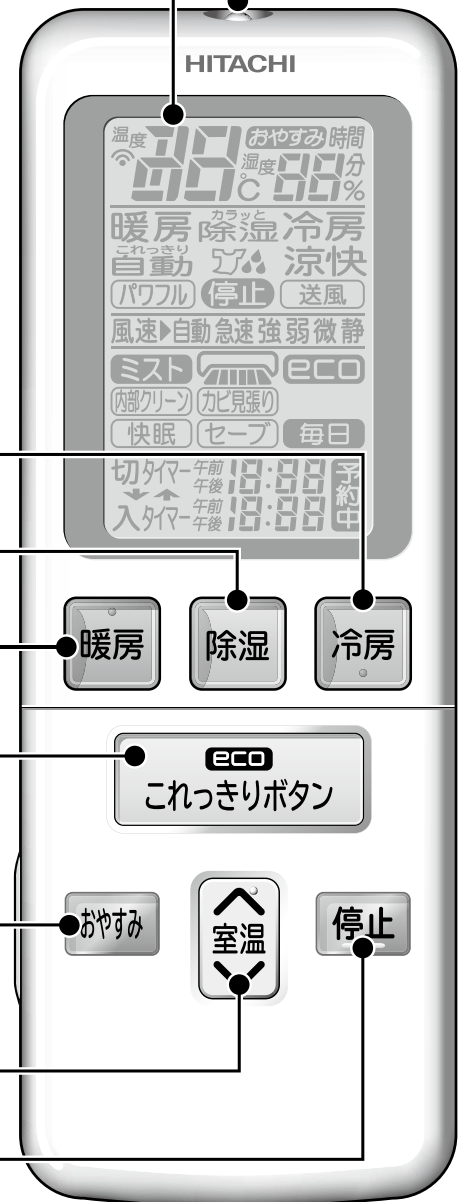 HITACHI
温度 88℃ おやすみ 時間
湿度 88 分 %
暖房 カラッと除湿 冷房
これっきり自動 涼快
パワフル 停止 送風
風速▶自動急速強弱微静
ミスト eco
内部クリーン カビ見張り
快眠 セーブ 毎日
切タイマー 午前 午後 18:88 予約中
入タイマー 午前 午後 18:88
暖房 除湿 冷房
eco
これっきりボタン
おやすみ 室温 停止